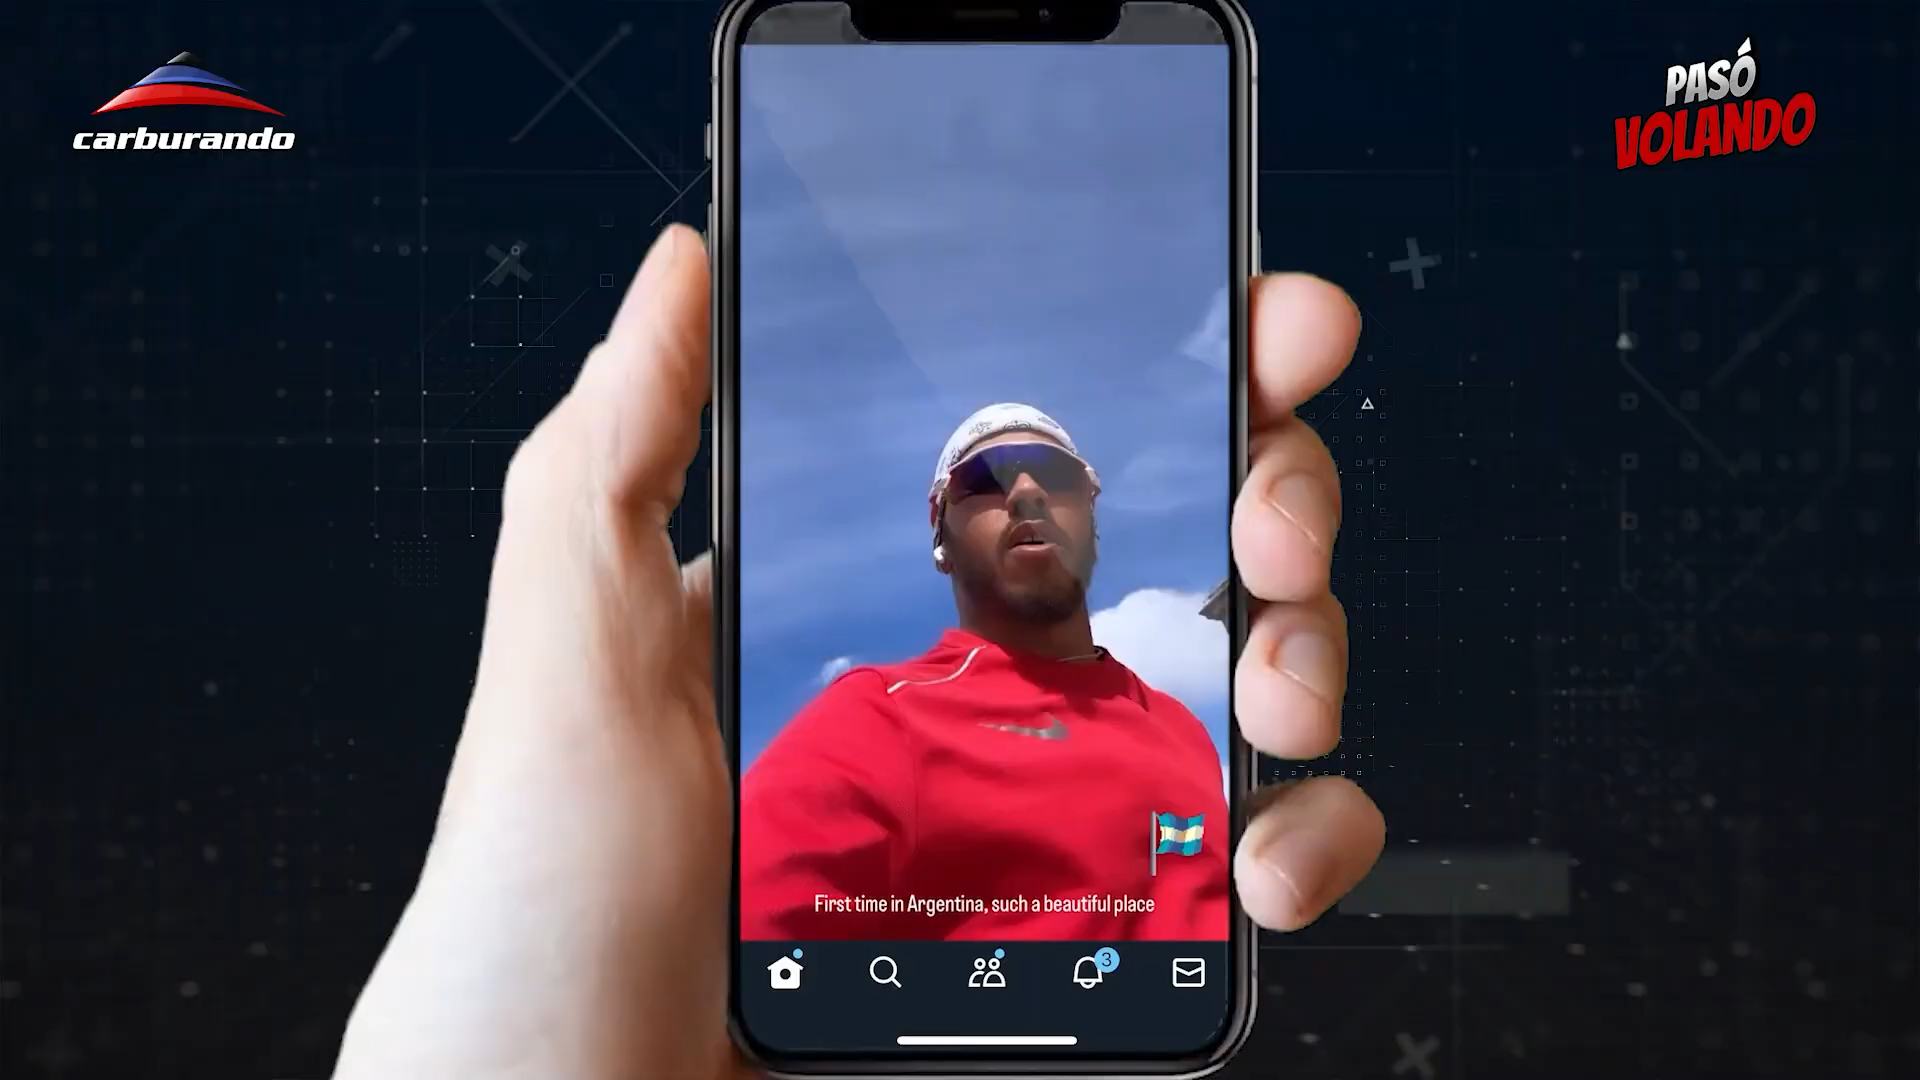 carburando
PASÓ
VOLANDO
First time in Argentina, such a beautiful place
3